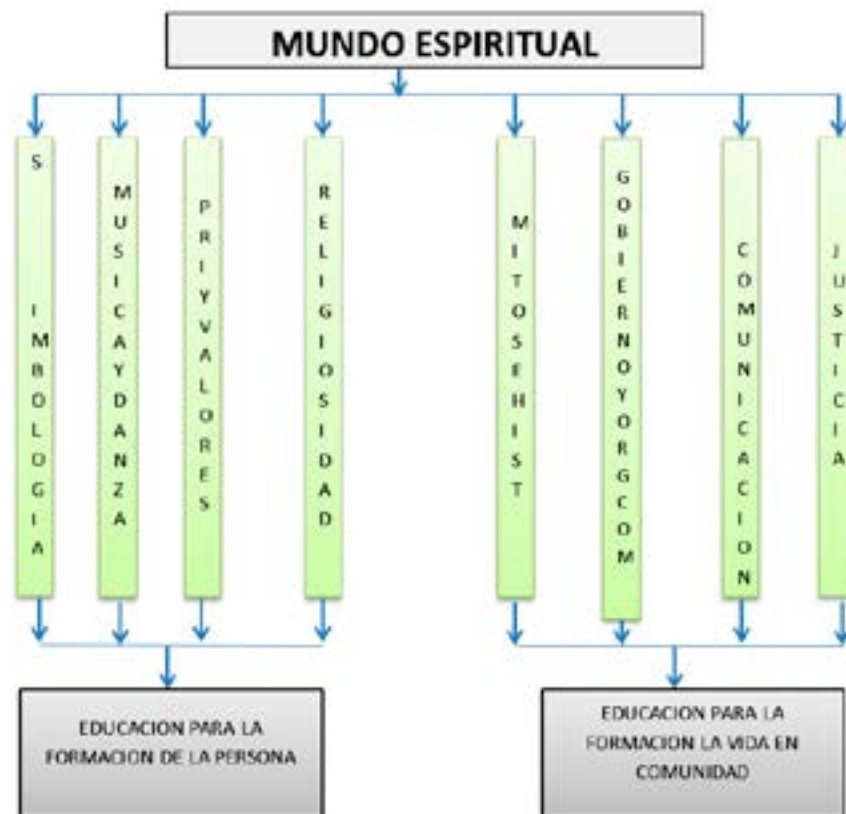 MUNDO ESPIRITUAL
S IMBOLOGIA
MUSICAYDANZA
PRIYVALORES
RELIGIOSIDAD
MITOSEHIST
GOBIERNOYORGCOM
COMUNICACION
JUSTICIA
EDUCACION PARA LA
FORMACION DE LA PERSONA
EDUCACION PARA LA
FORMACION LA VIDA EN
COMUNIDAD